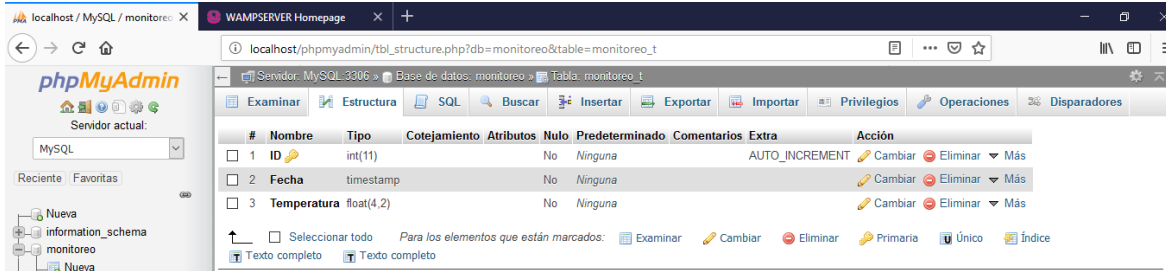 localhost / MySQL / monitoreo
WAMPSERVER Homepage
localhost/phpmyadmin/tbl_structure.php?db=monitoreo&table=monitoreo_t
phpMyAdmin
Servidor actual:
MySQL
Reciente Favoritas
Nueva
information_schema
monitoreo
Nueva
Servidor: MySQL:3306 » Base de datos: monitoreo » Tabla: monitoreo_t
Examinar Estructura SQL Buscar Insertar Exportar Importar Privilegios Operaciones Disparadores
# Nombre Tipo Cotejamiento Atributos Nulo Predeterminado Comentarios Extra Acción
1 ID int(11) No Ninguna AUTO_INCREMENT Cambiar Eliminar Más
2 Fecha timestamp No Ninguna Cambiar Eliminar Más
3 Temperatura float(4,2) No Ninguna Cambiar Eliminar Más
Seleccionar todo Para los elementos que están marcados: Examinar Cambiar Eliminar Primaria Único Índice
Texto completo Texto completo